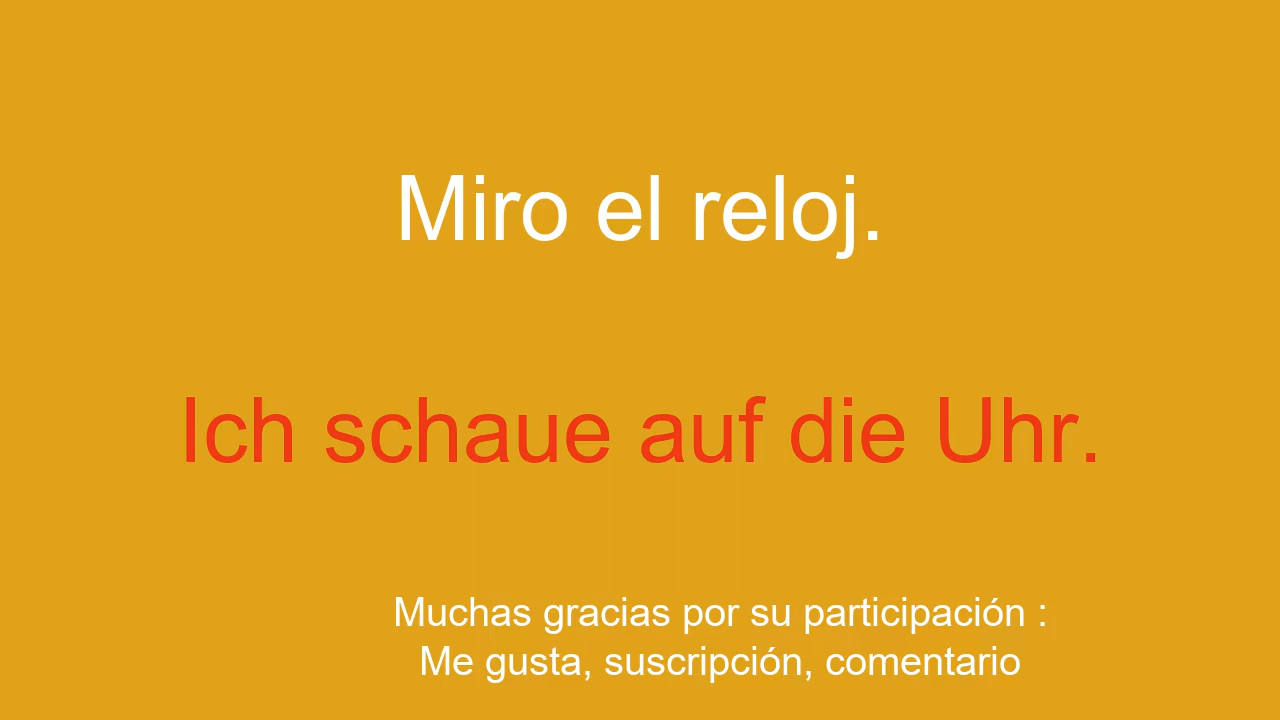 Miro el reloj.
Ich schaue auf die Uhr.
Muchas gracias por su participación :
Me gusta, suscripción, comentario